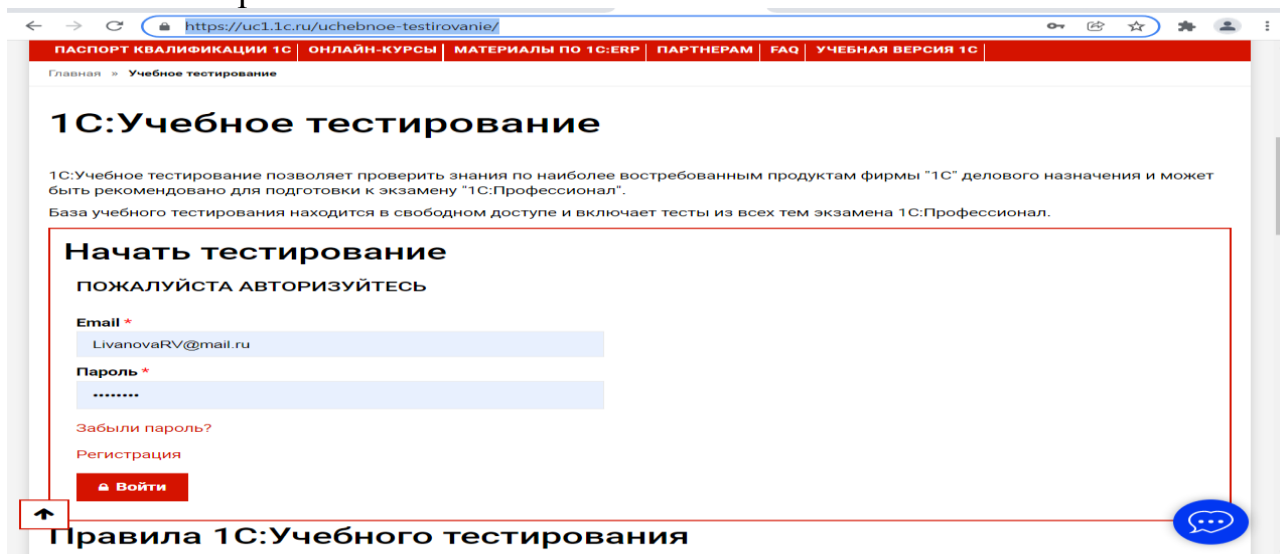 https://uc1.1c.ru/uchebnoe-testirovanie/
ПАСПОРТ КВАЛИФИКАЦИИ 1С | ОНЛАЙН-КУРСЫ | МАТЕРИАЛЫ ПО 1С:ERP | ПАРТНЕРАМ | FAQ | УЧЕБНАЯ ВЕРСИЯ 1С
Главная » Учебное тестирование
1С:Учебное тестирование
1С:Учебное тестирование позволяет проверить знания по наиболее востребованным продуктам фирмы "1С" делового назначения и может
быть рекомендовано для подготовки к экзамену "1С:Профессионал".
База учебного тестирования находится в свободном доступе и включает тесты из всех тем экзамена 1С:Профессионал.
Начать тестирование
ПОЖАЛУЙСТА АВТОРИЗУЙТЕСЬ
Email *
LivanovaRV@mail.ru
Пароль *
••••••••
Забыли пароль?
Регистрация
Войти
Правила 1С:Учебного тестирования